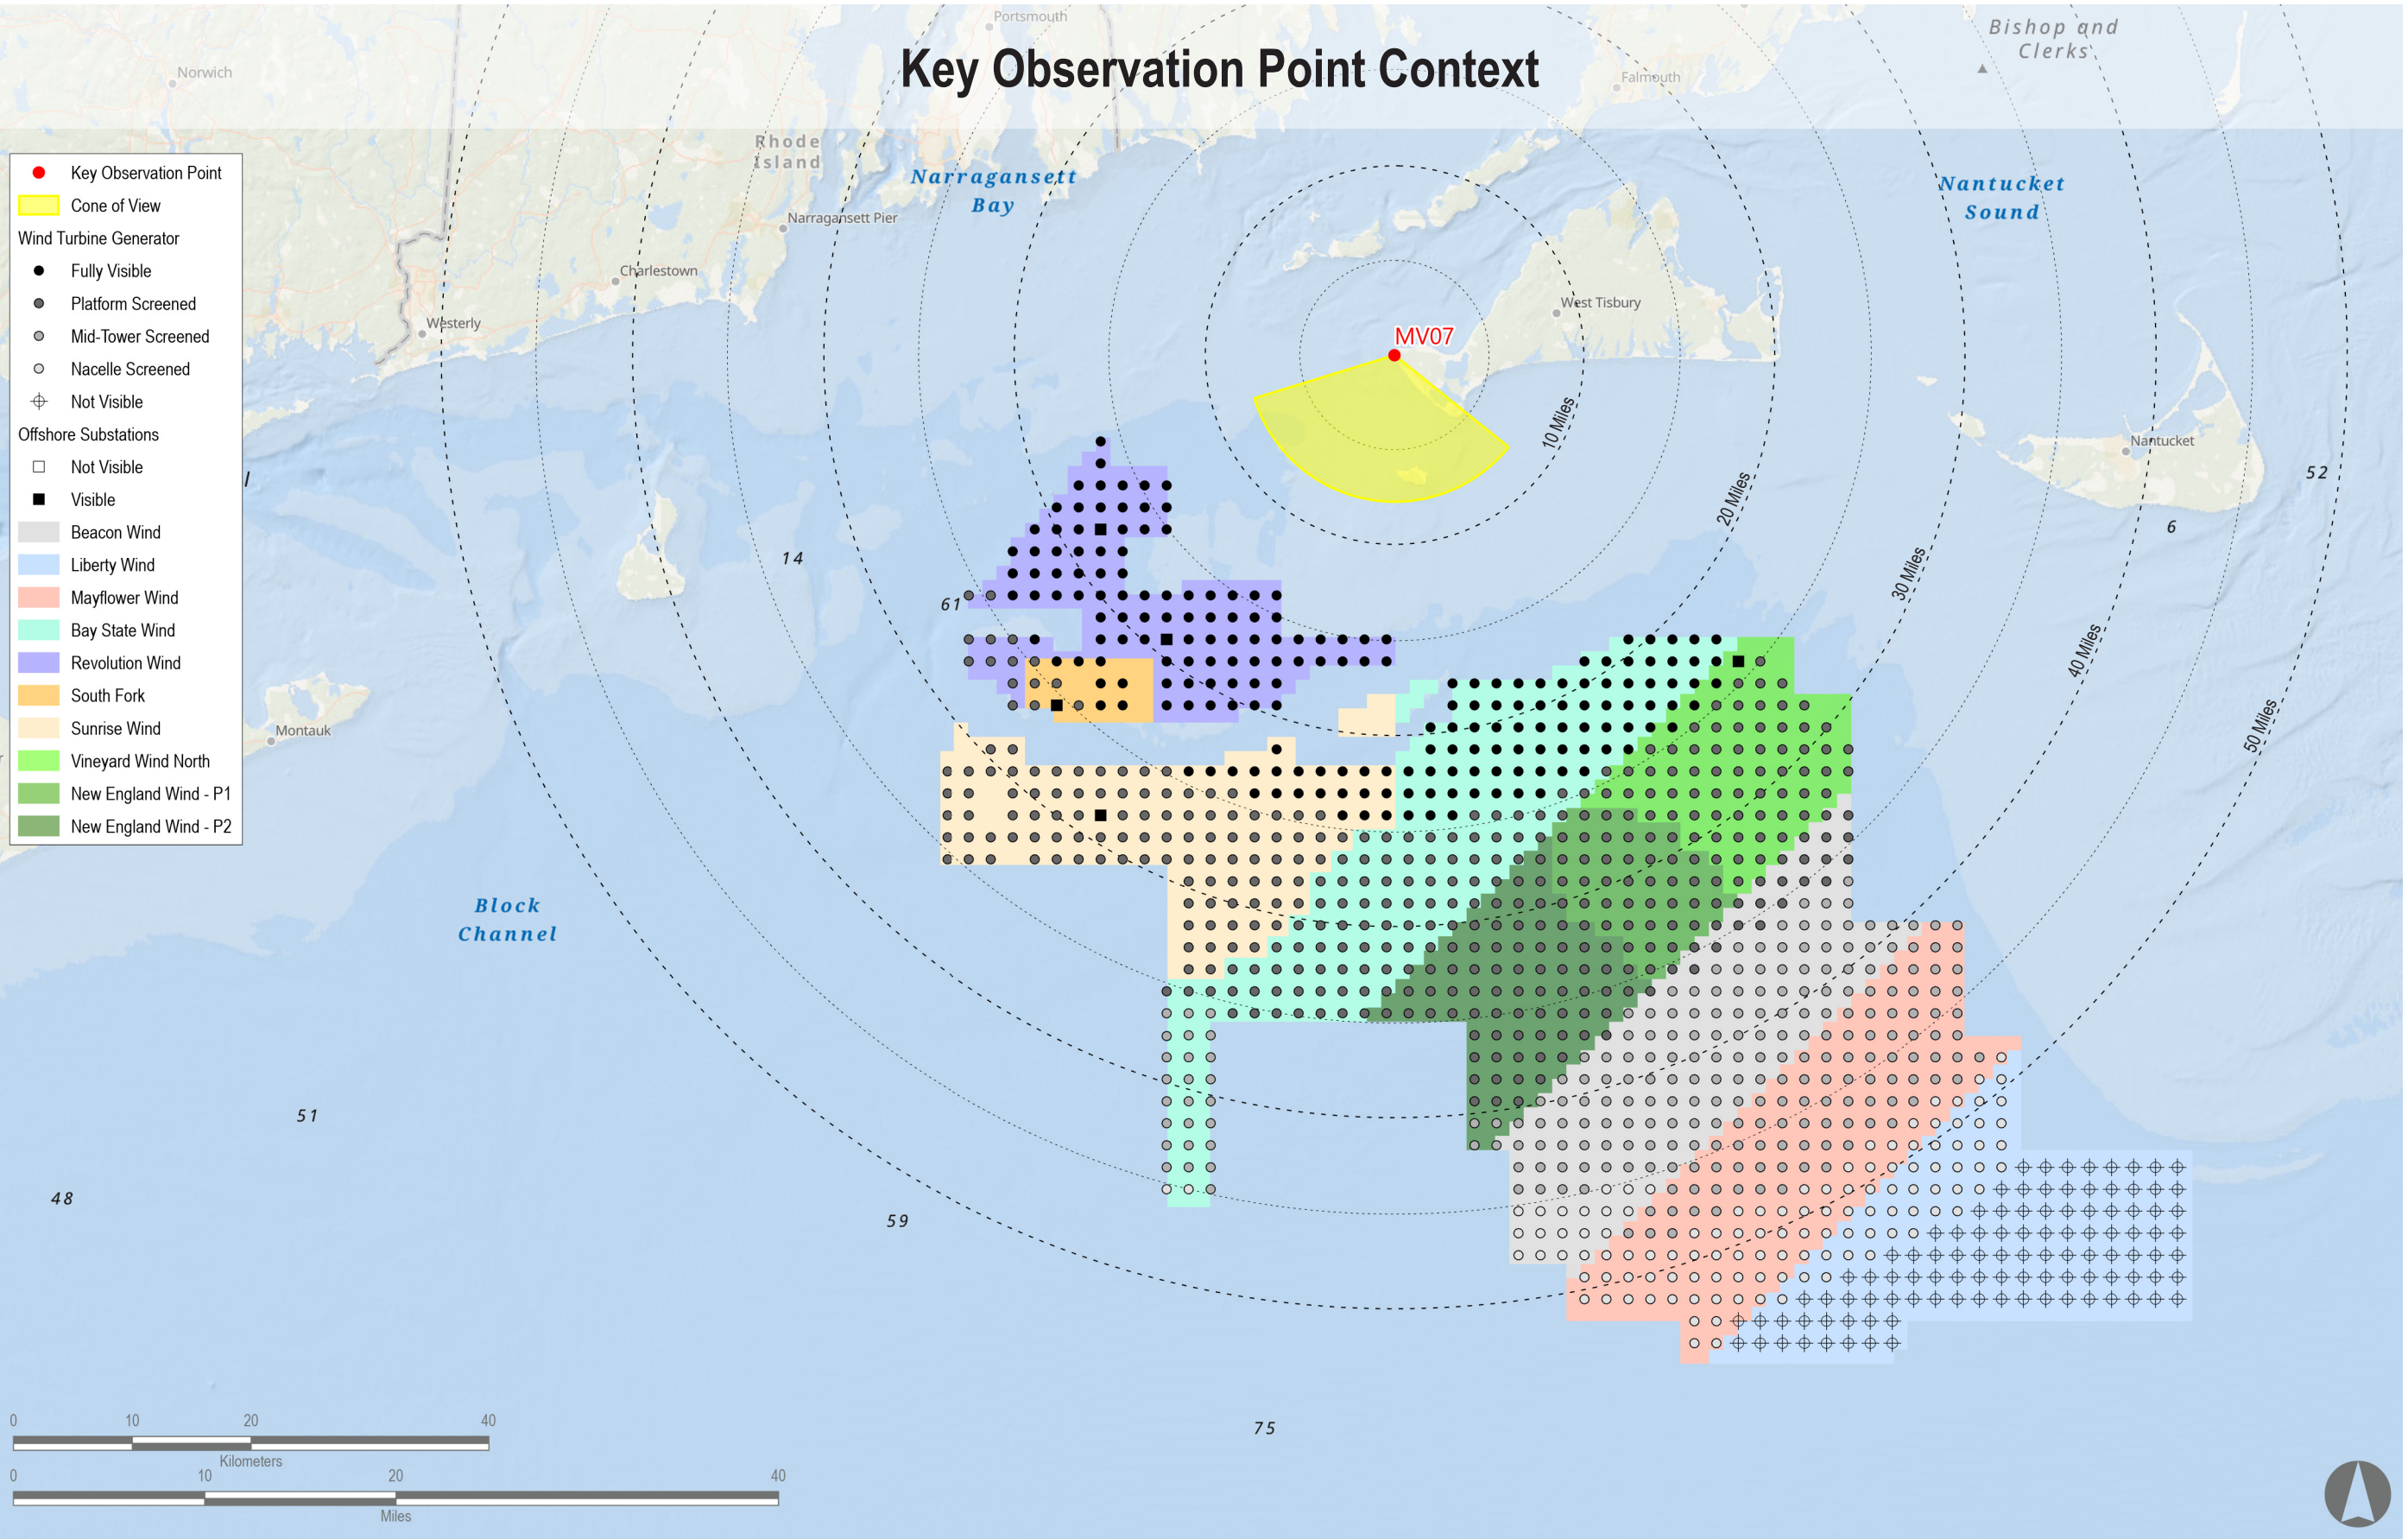 Key Observation Point Context
Portsmouth
Bishop and
Clerks
Norwich
Falmouth
Rhode
Island
Narragansett
Bay
Nantucket
Sound
Narragansett Pier
Charlestown
Westerly
West Tisbury
MV07
Nantucket
Montauk
Block
Channel
10 Miles
20 Miles
30 Miles
40 Miles
50 Miles
52
6
14
61
51
48
59
75
Key Observation Point
Cone of View
Wind Turbine Generator
Fully Visible
Platform Screened
Mid-Tower Screened
Nacelle Screened
Not Visible
Offshore Substations
Not Visible
Visible
Beacon Wind
Liberty Wind
Mayflower Wind
Bay State Wind
Revolution Wind
South Fork
Sunrise Wind
Vineyard Wind North
New England Wind - P1
New England Wind - P2
0 10 20 40
Kilometers
0 10 20 40
Miles